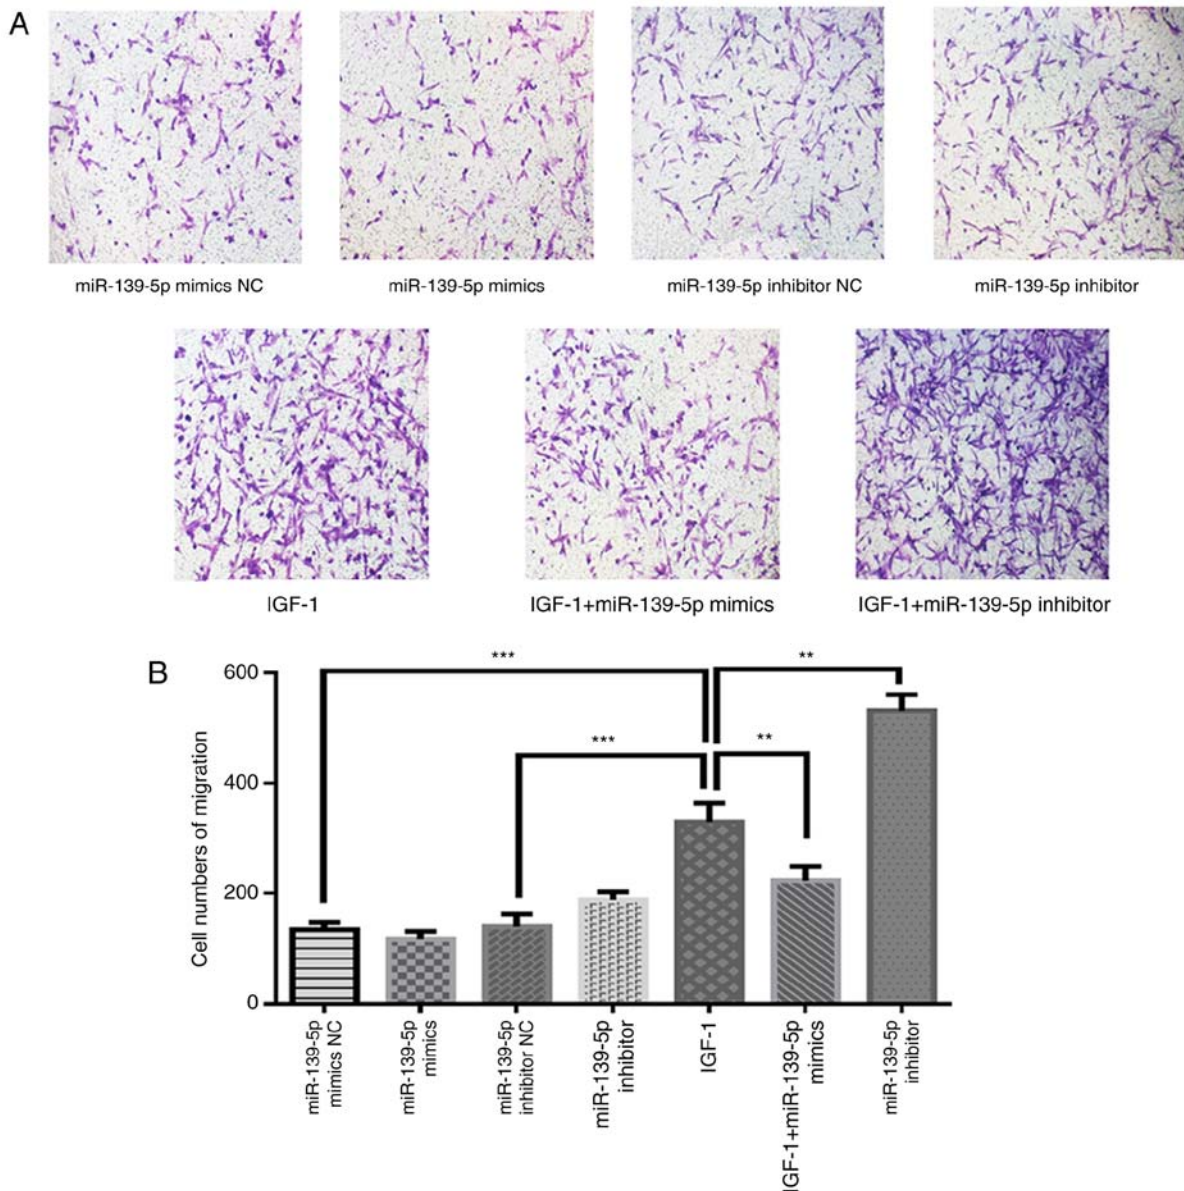 A
miR-139-5p mimics NC
miR-139-5p mimics
miR-139-5p inhibitor NC
miR-139-5p inhibitor
IGF-1
IGF-1+miR-139-5p mimics
IGF-1+miR-139-5p inhibitor
B
***
**
***
**
Cell numbers of migration
600
400
200
0
miR-139-5p
mimics NC
miR-139-5p
mimics
miR-139-5p
inhibitor NC
miR-139-5p
inhibitor
IGF-1
IGF-1+miR-139-5p
mimics
miR-139-5p
inhibitor